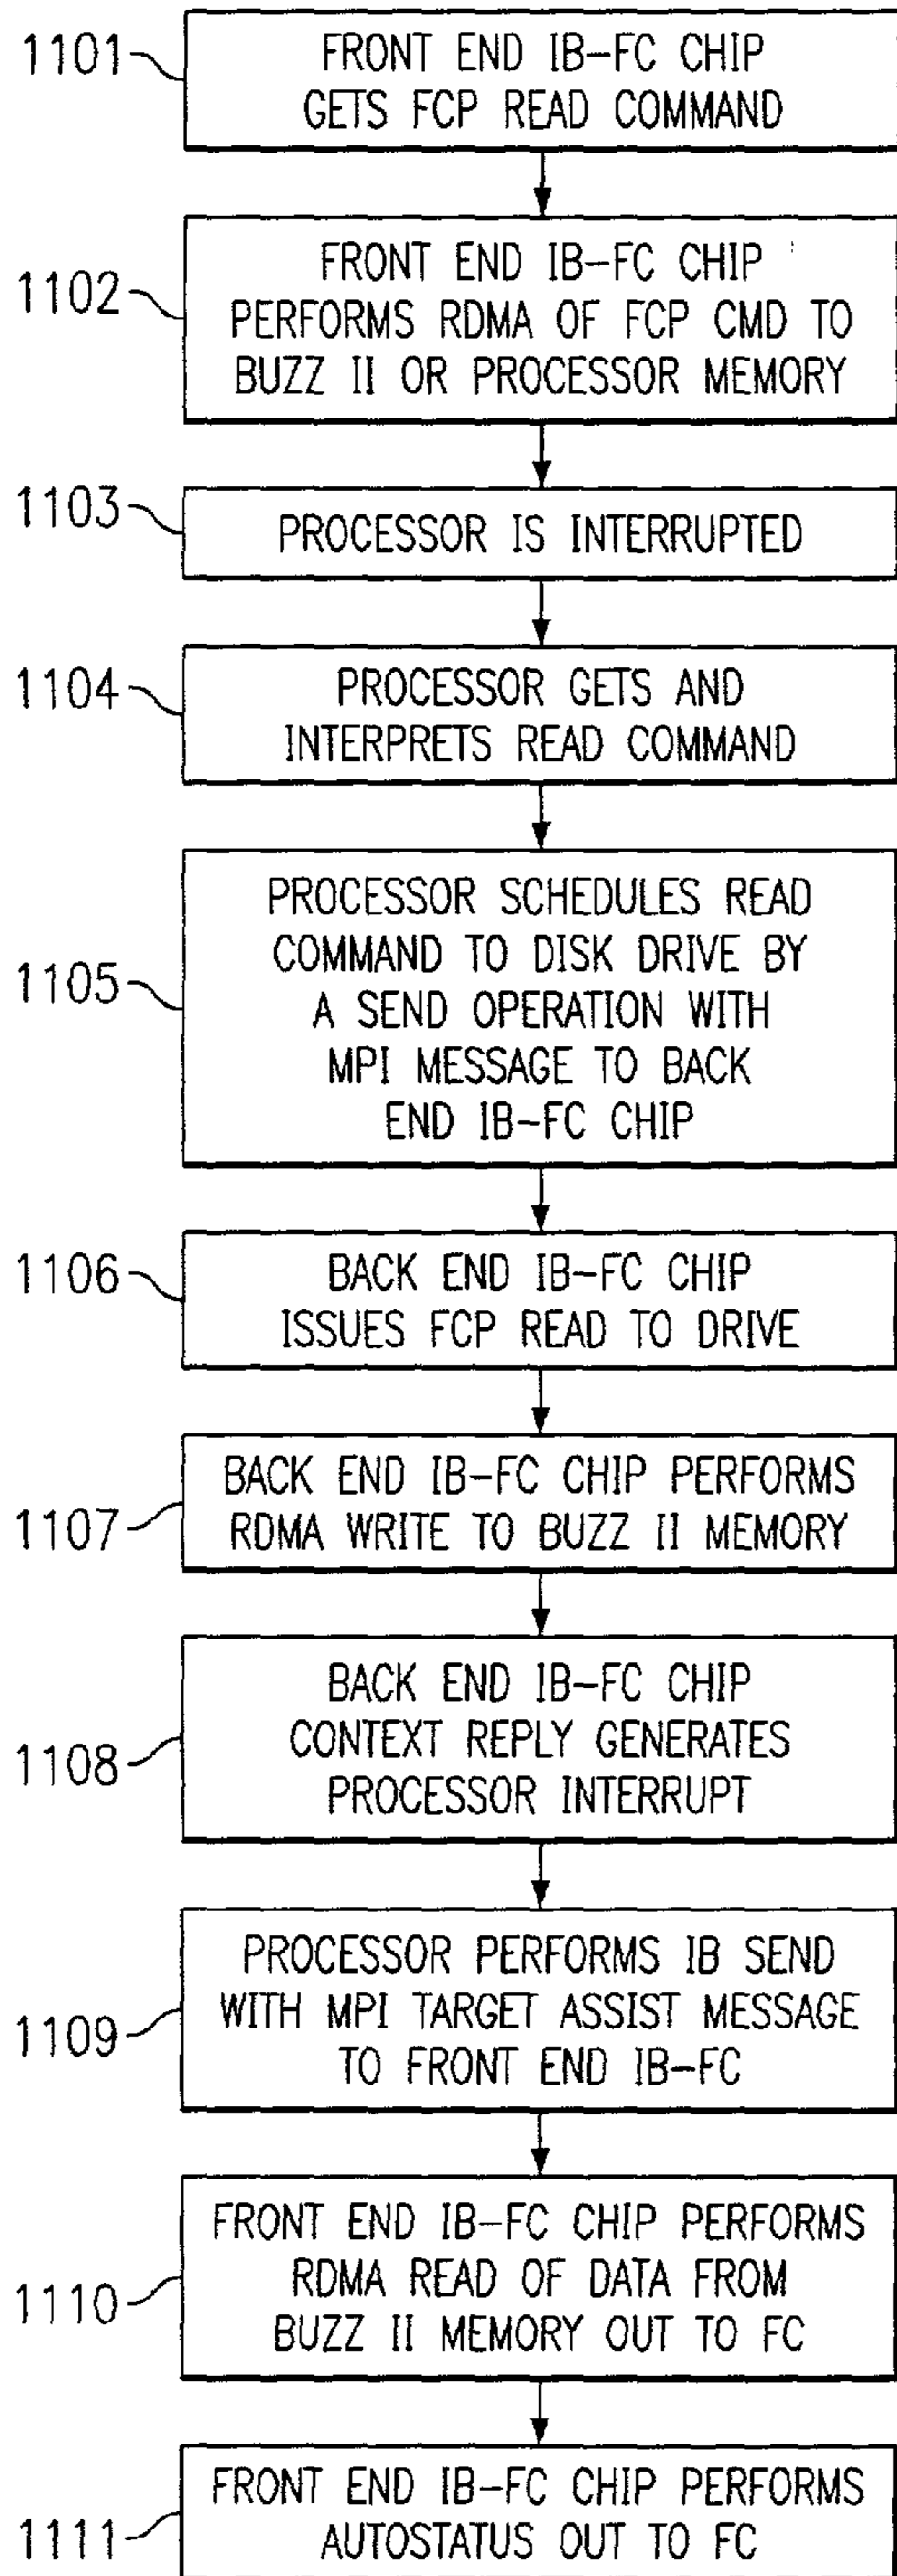 1101
FRONT END IB-FC CHIP
GETS FCP READ COMMAND
1102
FRONT END IB-FC CHIP
PERFORMS RDMA OF FCP CMD TO
BUZZ II OR PROCESSOR MEMORY
1103
PROCESSOR IS INTERRUPTED
1104
PROCESSOR GETS AND
INTERPRETS READ COMMAND
1105
PROCESSOR SCHEDULES READ
COMMAND TO DISK DRIVE BY
A SEND OPERATION WITH
MPI MESSAGE TO BACK
END IB-FC CHIP
1106
BACK END IB-FC CHIP
ISSUES FCP READ TO DRIVE
1107
BACK END IB-FC CHIP PERFORMS
RDMA WRITE TO BUZZ II MEMORY
1108
BACK END IB-FC CHIP
CONTEXT REPLY GENERATES
PROCESSOR INTERRUPT
1109
PROCESSOR PERFORMS IB SEND
WITH MPI TARGET ASSIST MESSAGE
TO FRONT END IB-FC
1110
FRONT END IB-FC CHIP PERFORMS
RDMA READ OF DATA FROM
BUZZ II MEMORY OUT TO FC
1111
FRONT END IB-FC CHIP PERFORMS
AUTOSTATUS OUT TO FC